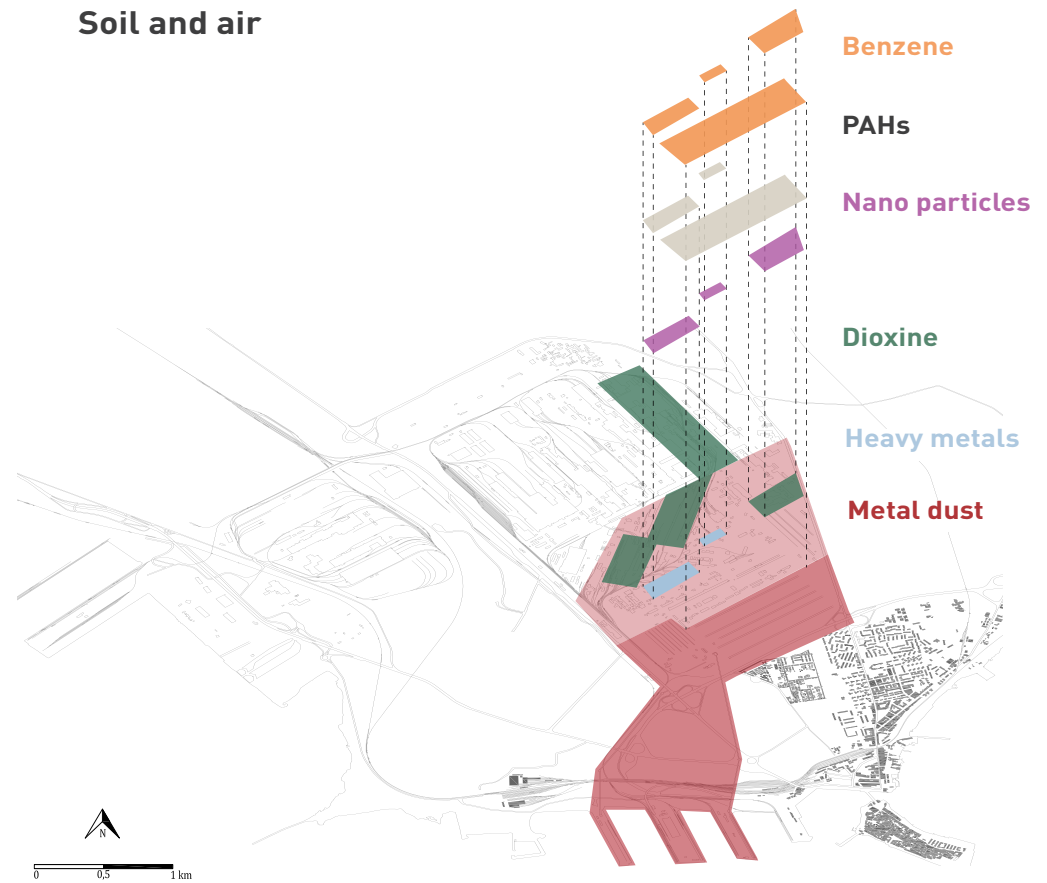 Soil and air
Benzene
PAHs
Nano particles
Dioxine
Heavy metals
Metal dust
N
0 0,5 1 km